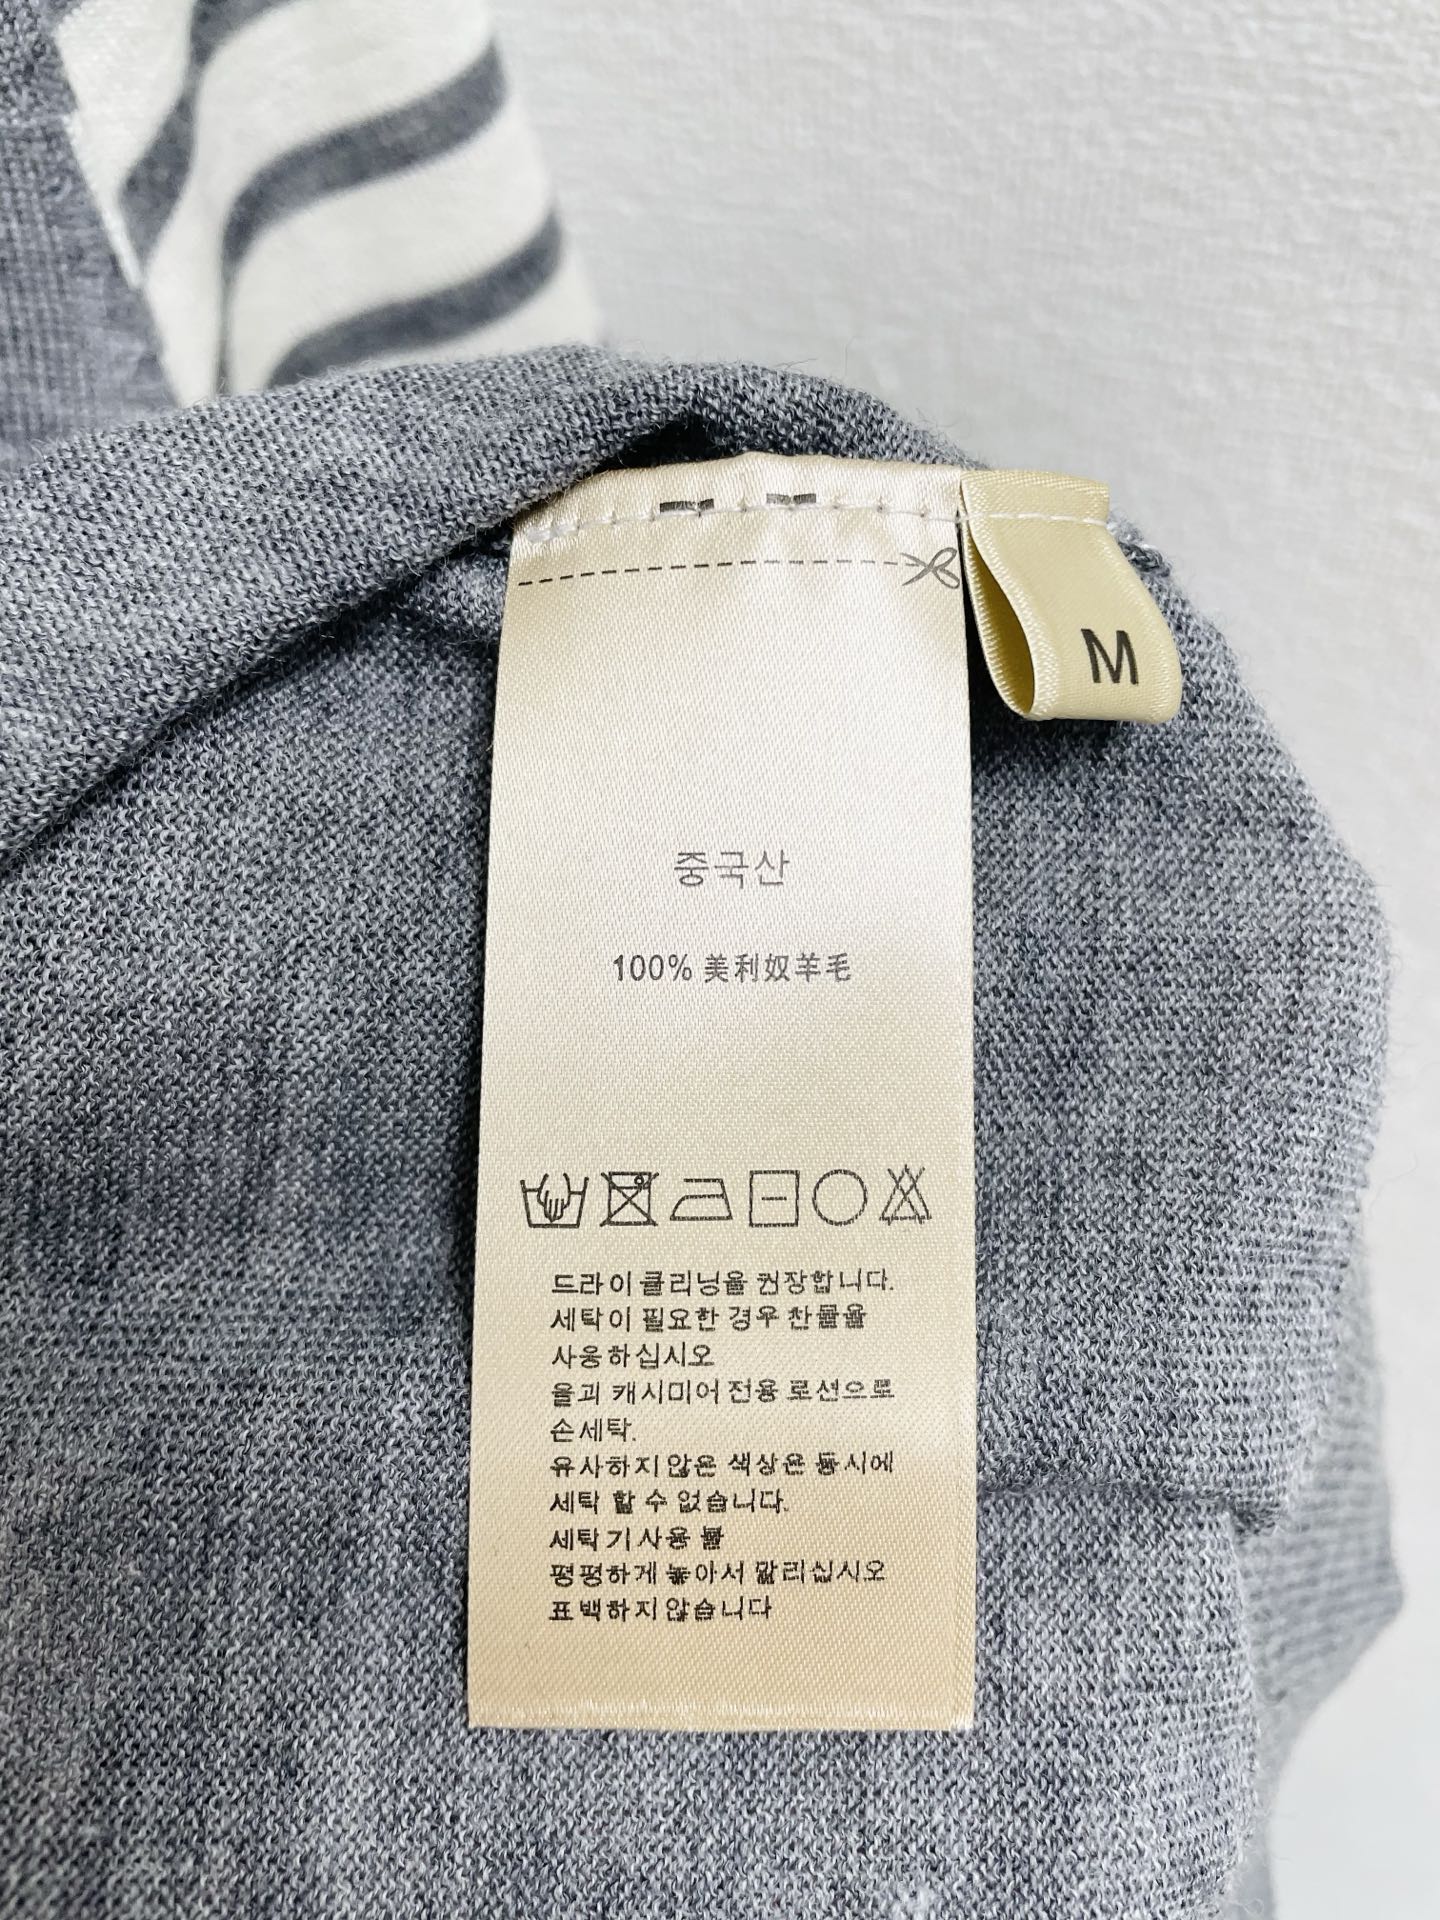 M
중국산
100% 美利奴羊毛
드라이 클리닝을 권장합니다.
세탁이 필요한 경우 찬물을
사용하십시오
울과 캐시미어 전용 로션으로
손세탁.
유사하지않은 색상은 동시에
세탁 할 수 없습니다.
세탁기사용 불
평평하게 놓아서 말리십시오
표백하지않습니다